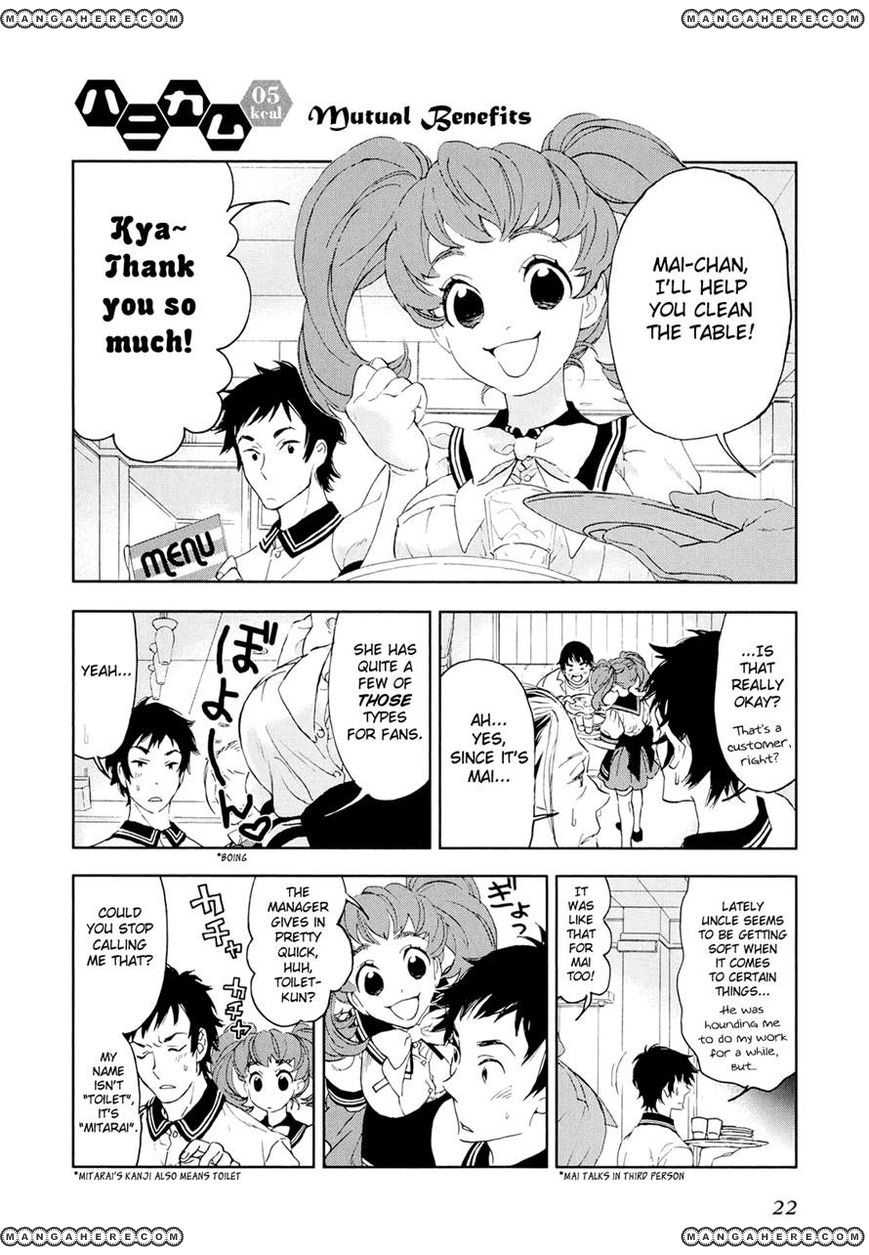 MANGAHERE.COM
MANGAHERE.COM
ハニカム
05
kcal
Mutual Benefits
MAI-CHAN,
I'LL HELP
YOU CLEAN
THE TABLE!
Kya~
Thank
you so
much!
MENU
...IS
THAT
REALLY
OKAY?
That's a
customer,
right?
AH...
YES,
SINCE IT'S
MAI...
SHE HAS
QUITE A
FEW OF
THOSE
TYPES
FOR FANS.
ぼよーん♡
YEAH...
*BOING
LATELY
UNCLE SEEMS
TO BE GETTING
SOFT WHEN
IT COMES
TO CERTAIN
THINGS...
He was
hounding me
to do my work
for a while,
but...
IT
WAS
LIKE
THAT
FOR
MAI
TOO!
*MAI TALKS IN THIRD PERSON
ぎょっ
THE
MANAGER
GIVES IN
PRETTY
QUICK,
HUH,
TOILET-
KUN?
カチャ
カチャ
COULD
YOU STOP
CALLING
ME THAT?
MY
NAME
ISN'T
"TOILET",
IT'S
"MITARAI".
*MITARAI'S KANJI ALSO MEANS TOILET
22
MANGAHERE.COM
MANGAHERE.COM